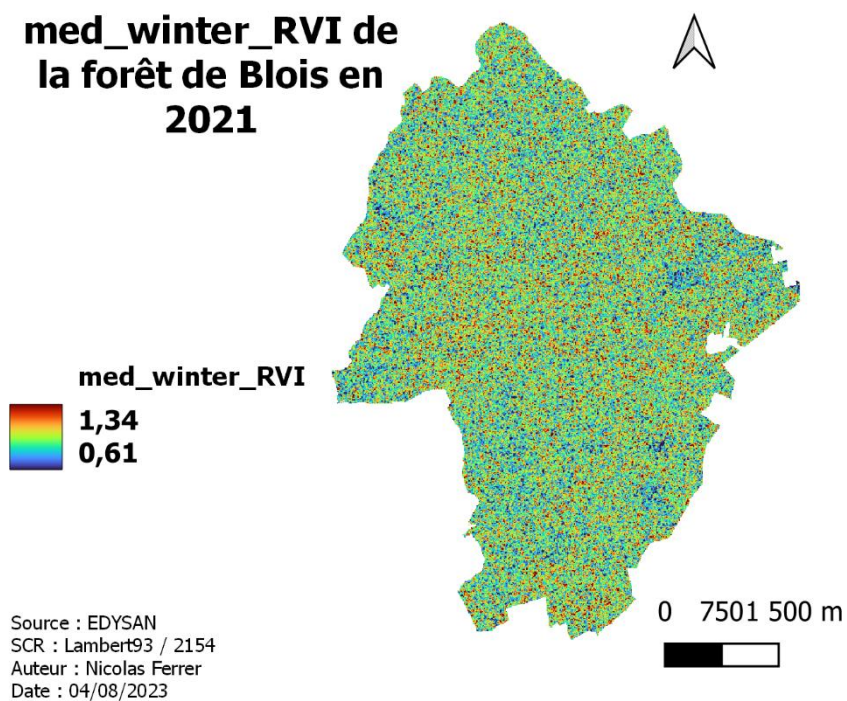 med_winter_RVI de
la forêt de Blois en
2021
med_winter_RVI
1,34
0,61
0 7501 500 m
Source : EDYSAN
SCR : Lambert93 / 2154
Auteur : Nicolas Ferrer
Date : 04/08/2023